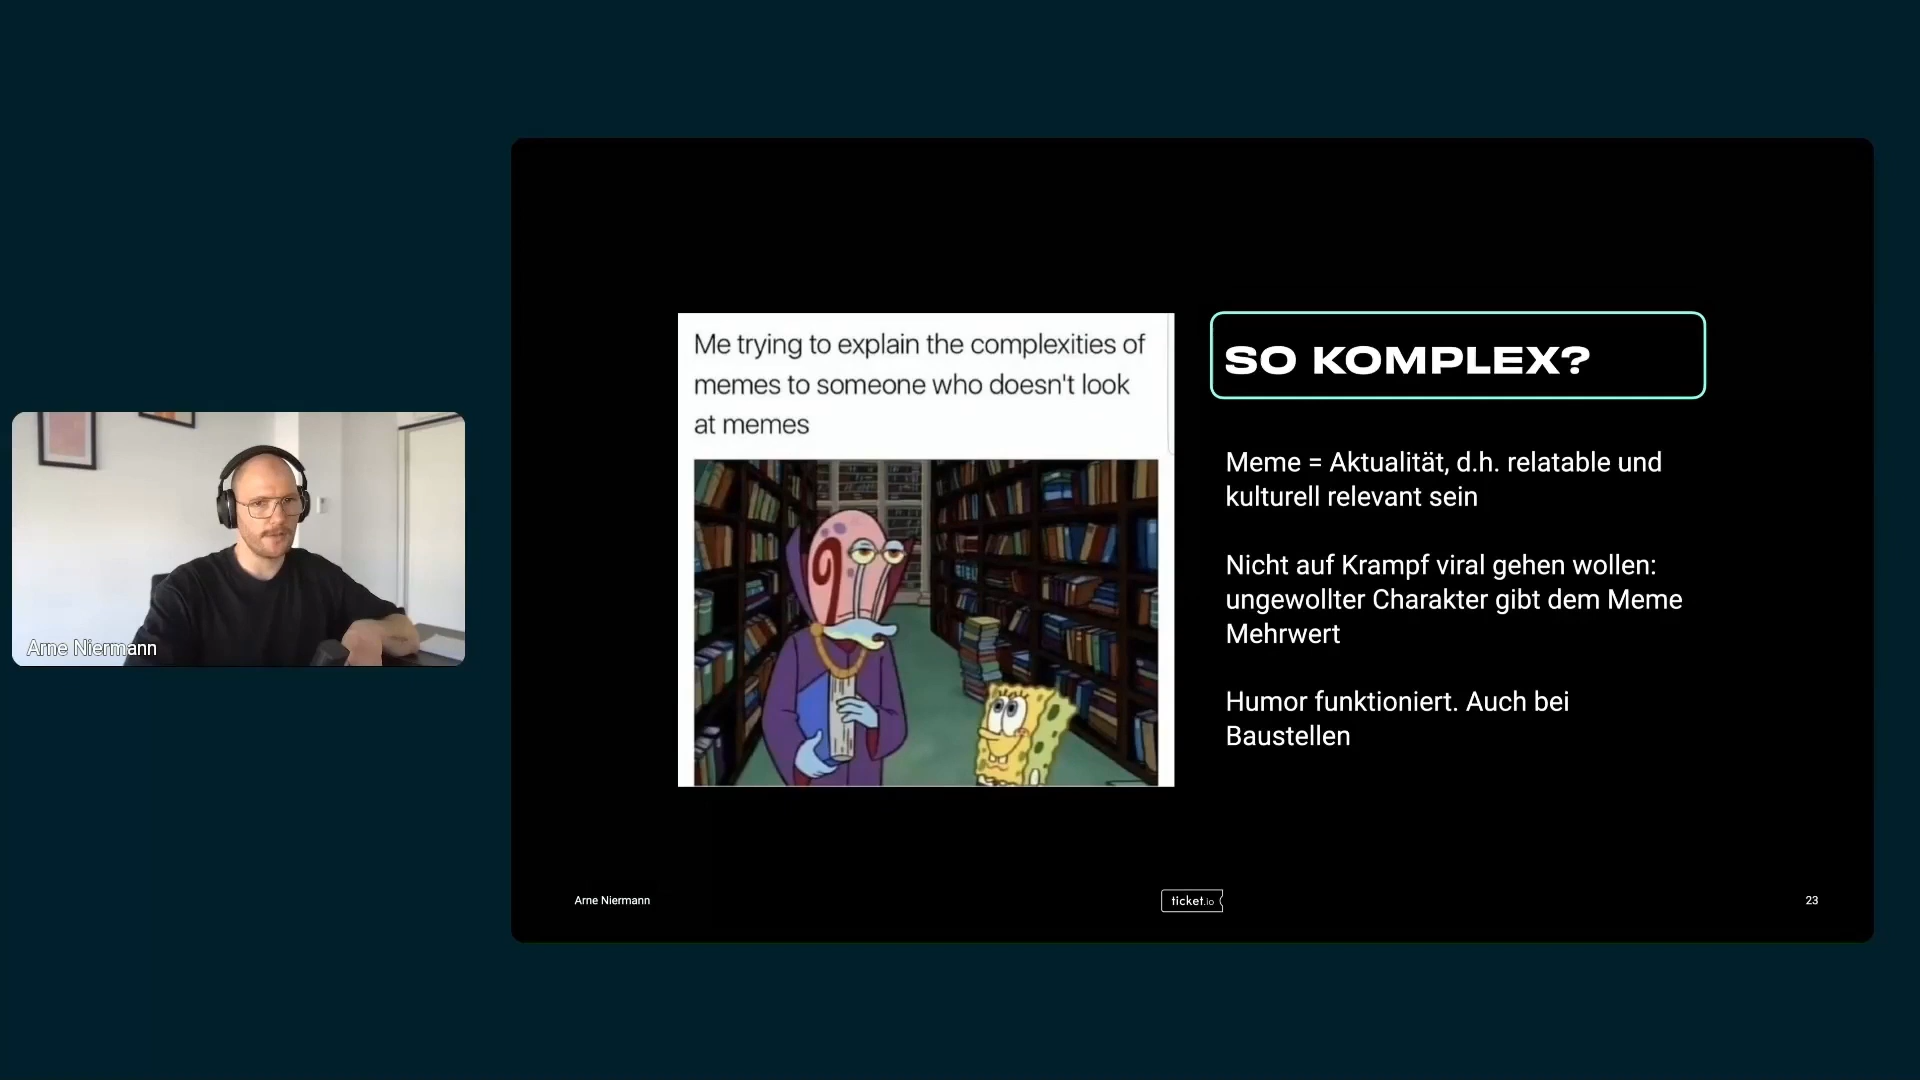 Me trying to explain the complexities of
memes to someone who doesn't look
at memes
SO KOMPLEX?
Meme = Aktualität, d.h. relatable und
kulturell relevant sein
Nicht auf Krampf viral gehen wollen:
ungewollter Charakter gibt dem Meme
Mehrwert
Humor funktioniert. Auch bei
Baustellen
Arne Niermann
Arne Niermann
ticket.io
23